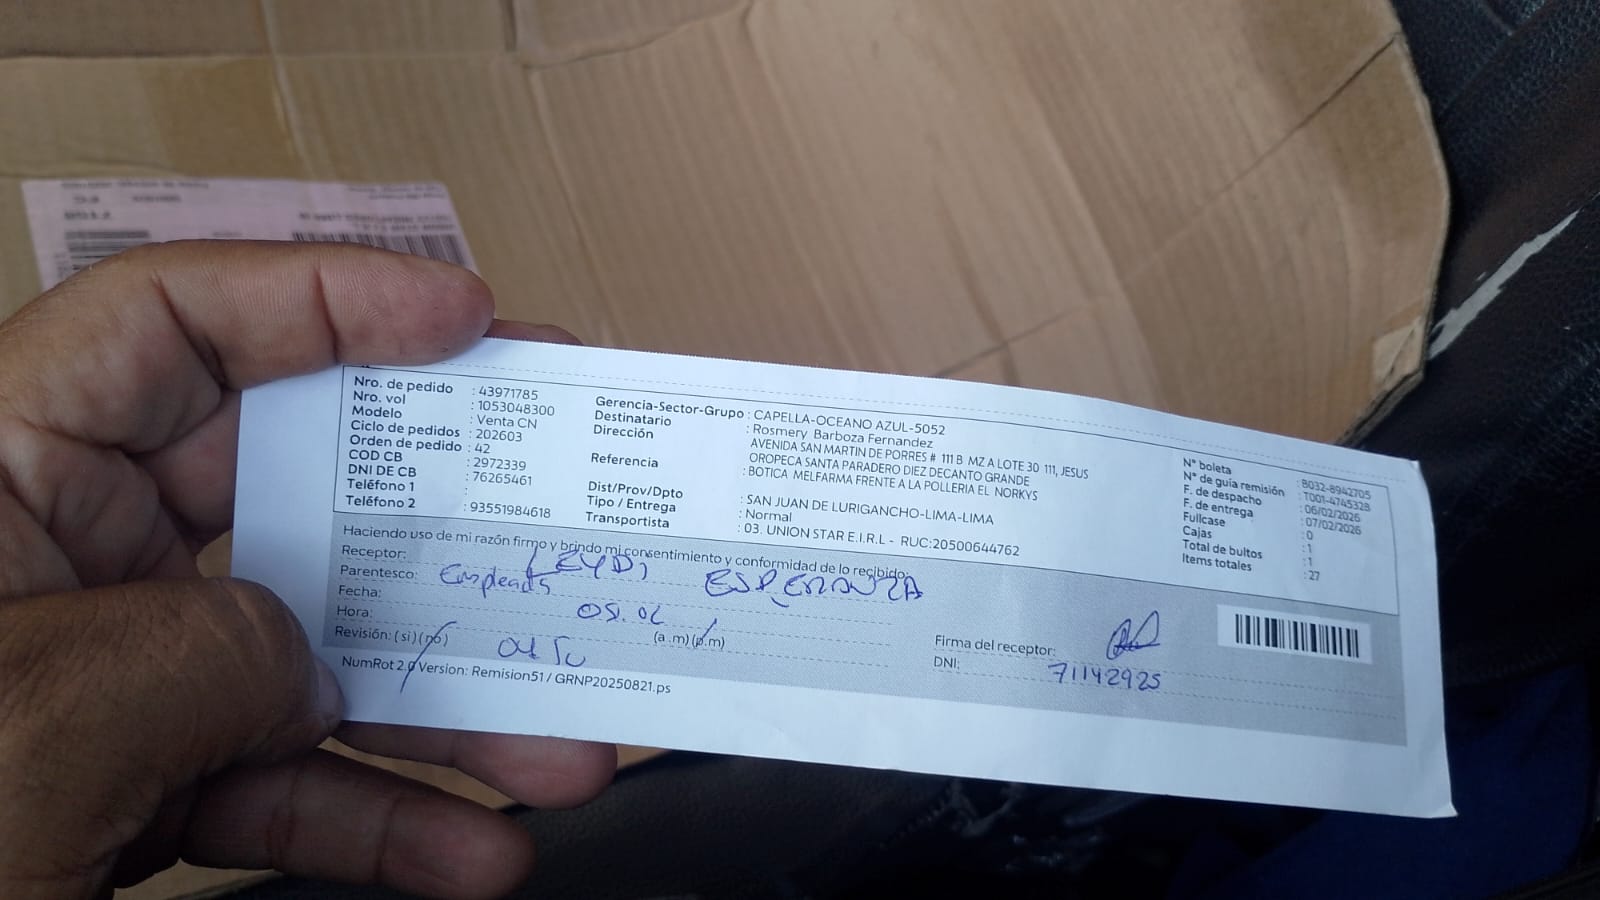 Nro. de pedido : 43971785
Nro. vol : 1053048300
Modelo : Venta CN
Ciclo de pedidos : 202603
Orden de pedido : 42
COD CB : 2972339
DNI DE CB : 76265461
Teléfono 1 :
Teléfono 2 : 93551984618
Gerencia-Sector-Grupo : CAPELLA-OCEANO AZUL-5052
Destinatario : Rosmery Barboza Fernandez
Dirección AVENIDA SAN MARTIN DE PORRES # 111 B MZ A LOTE 30 111, JESUS
OROPECA SANTA PARADERO DIEZ DECANTO GRANDE
Referencia : BOTICA MELFARMA FRENTE A LA POLLERIA EL NORKYS
Dist/Prov/Dpto : SAN JUAN DE LURIGANCHO-LIMA-LIMA
Tipo / Entrega : Normal
Transportista : 03. UNION STAR E.I.R.L - RUC:20500644762
N° boleta : B032-8942705
N° de guía remisión : T001-4745328
F. de despacho : 06/02/2026
F. de entrega : 07/02/2026
Fullcase : 0
Cajas : 1
Total de bultos : 1
Items totales : 27
Haciendo uso de mi razón firmo y brindo mi consentimiento y conformidad de lo recibido:
Receptor: LEYDI ESPERANZA
Parentesco:
Fecha:
Hora: (a.m)(p.m)
Revisión: (si)(no)
Firma del receptor:
DNI: 71142925
NumRot 2.0 Version: Remision51 / GRNP20250821.ps